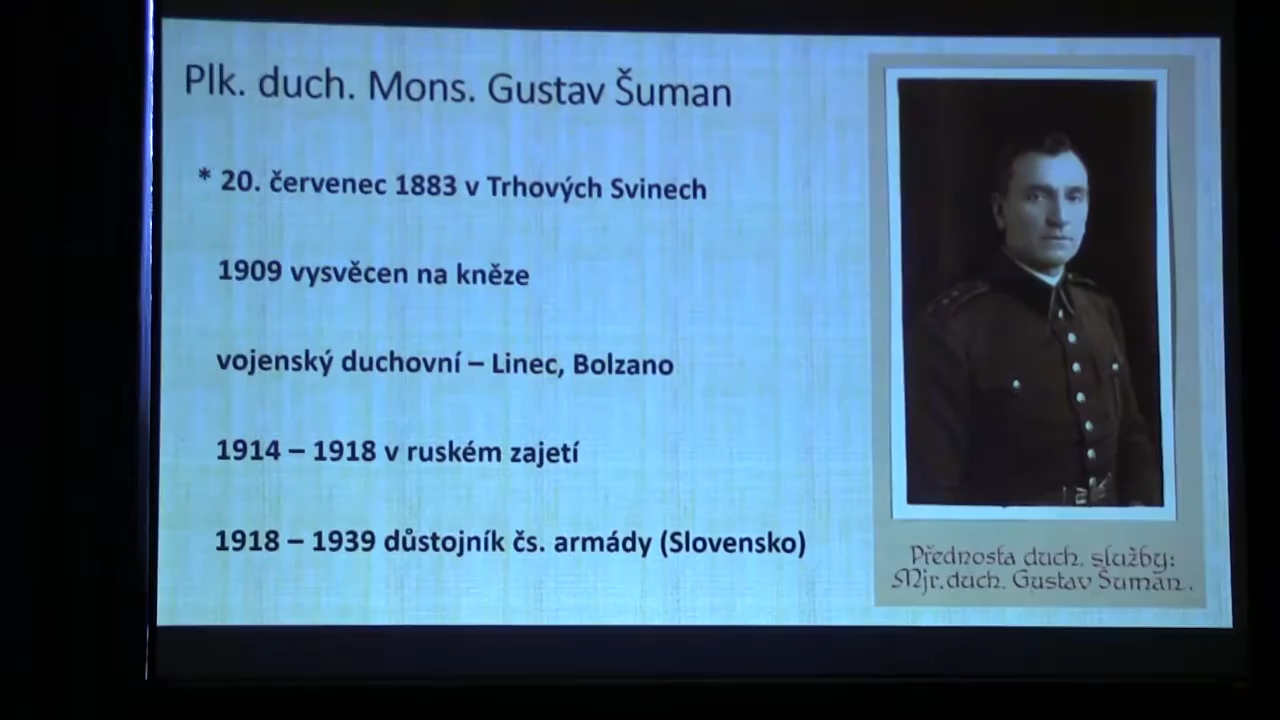 Plk. duch. Mons. Gustav Šuman
* 20. červenec 1883 v Trhových Svinech
1909 vysvěcen na kněze
vojenský duchovní – Linec, Bolzano
1914 – 1918 v ruském zajetí
1918 – 1939 důstojník čs. armády (Slovensko)
Přednosta duch. služby:
Mjr. duch. Gustav Šuman.